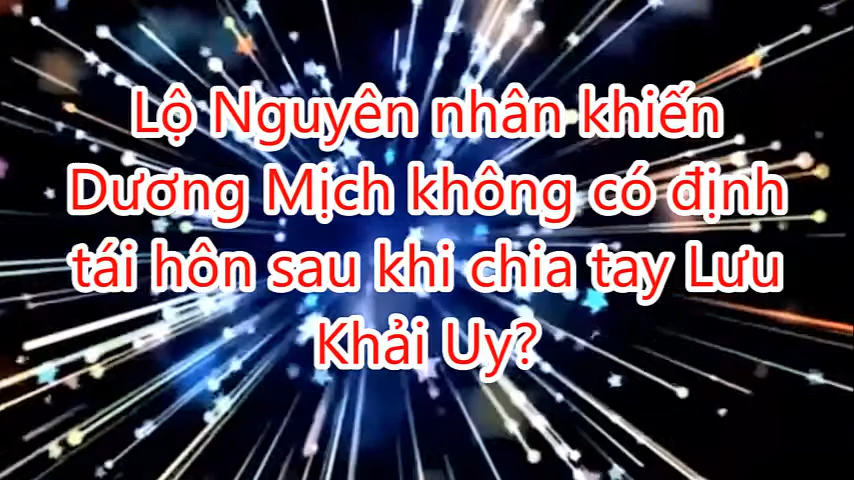 Lộ Nguyên nhân khiến
Dương Mịch không có định
tái hôn sau khi chia tay Lưu
Khải Uy?